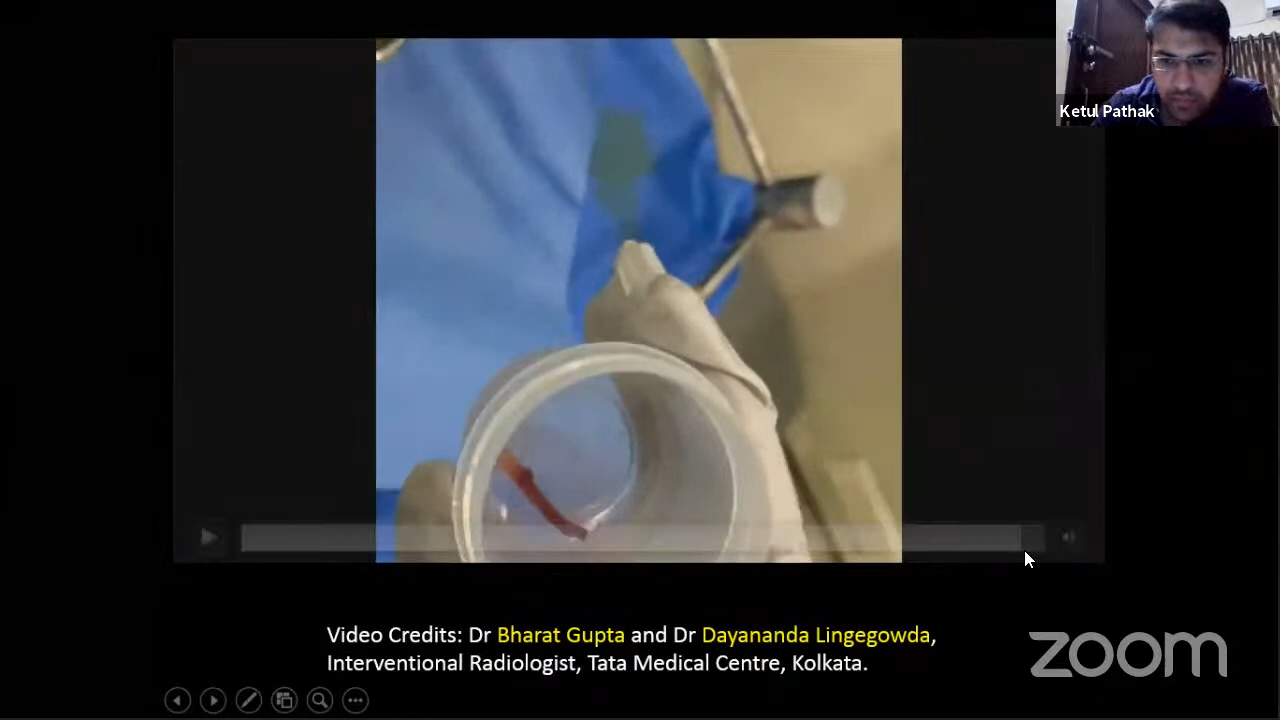 Ketul Pathak
Video Credits: Dr Bharat Gupta and Dr Dayananda Lingegowda,
Interventional Radiologist, Tata Medical Centre, Kolkata.
zoom